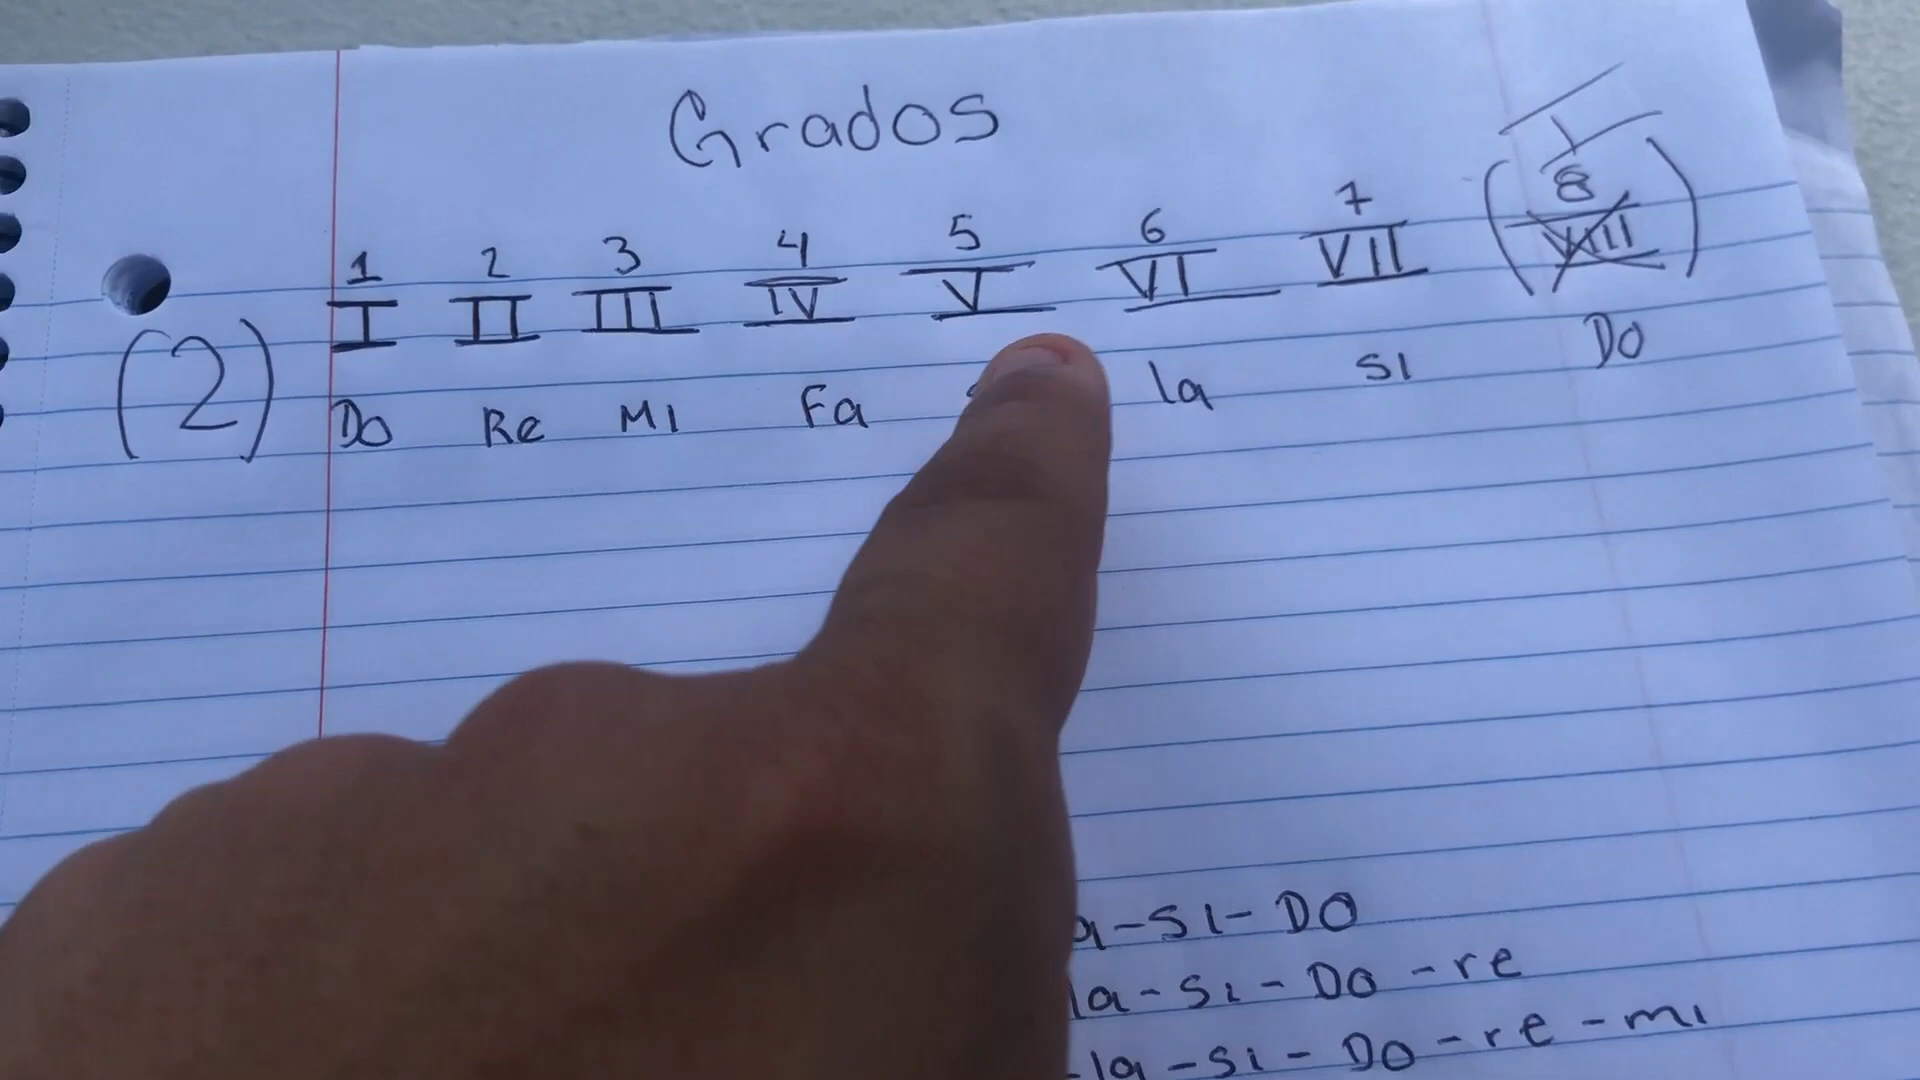 Grados
1 2 3 4 5 6 7 ( 8 )
(2) I II III IV V VI VII VIII
Do Re MI Fa la SI Do
-SI-DO
la-Si-Do-re
-la-SI-Do-re-mi